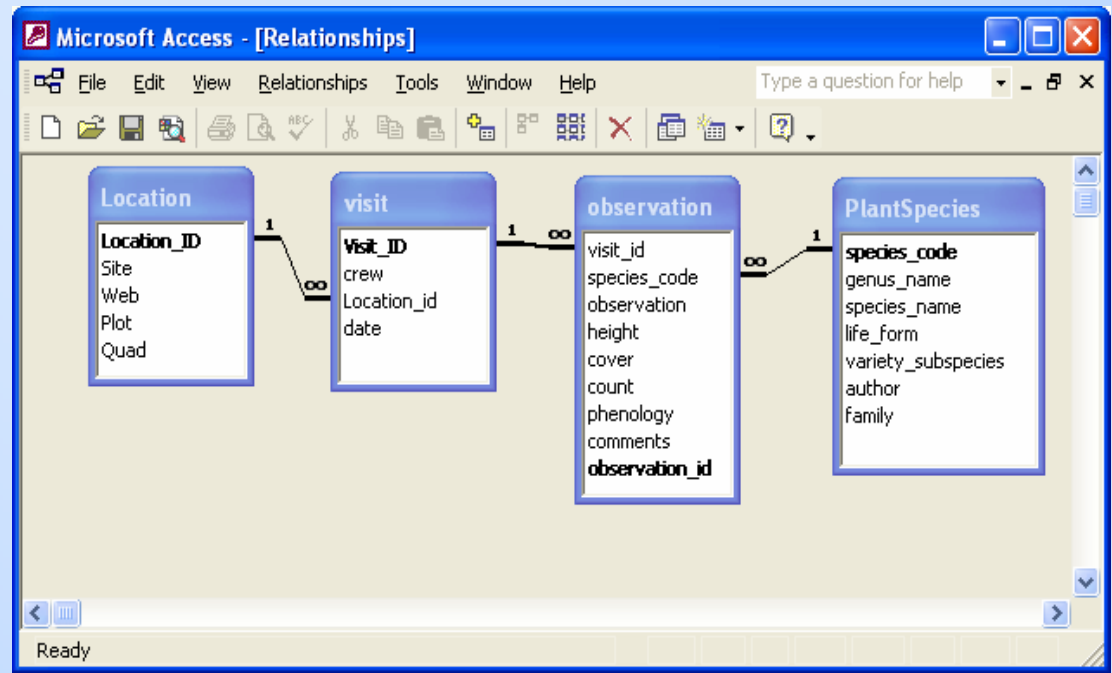 Microsoft Access - [Relationships]
File Edit View Relationships Tools Window Help Type a question for help
ABC
Location
Location_ID
Site
Web
Plot
Quad
1
∞
visit
Visit_ID
crew
Location_id
date
1
∞
observation
visit_id
species_code
observation
height
cover
count
phenology
comments
observation_id
∞
1
PlantSpecies
species_code
genus_name
species_name
life_form
variety_subspecies
author
family
Ready